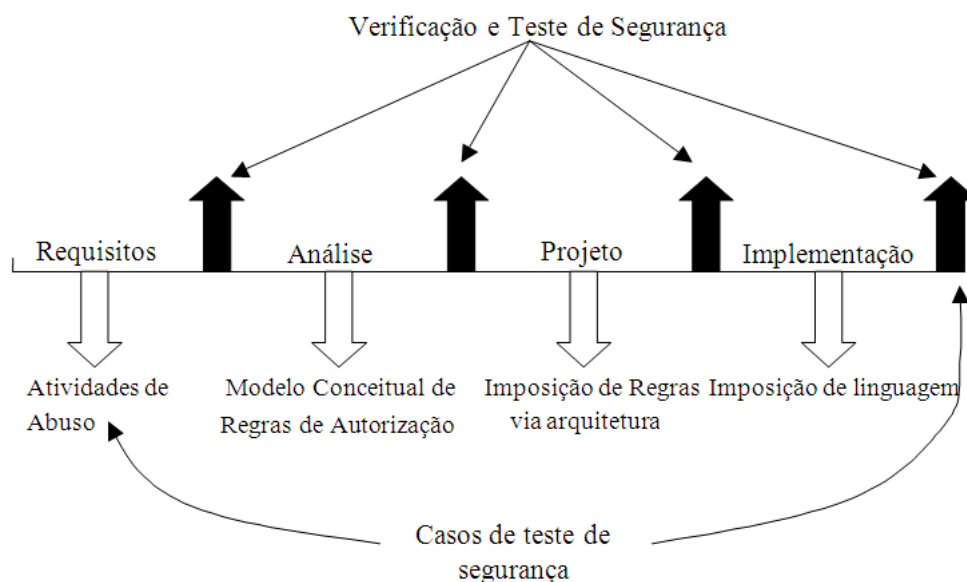 Verificação e Teste de Segurança
Requisitos
Análise
Projeto
Implementação
Atividades de
Abuso
Modelo Conceitual de
Regras de Autorização
Imposição de Regras
via arquitetura
Imposição de linguagem
Casos de teste de
segurança